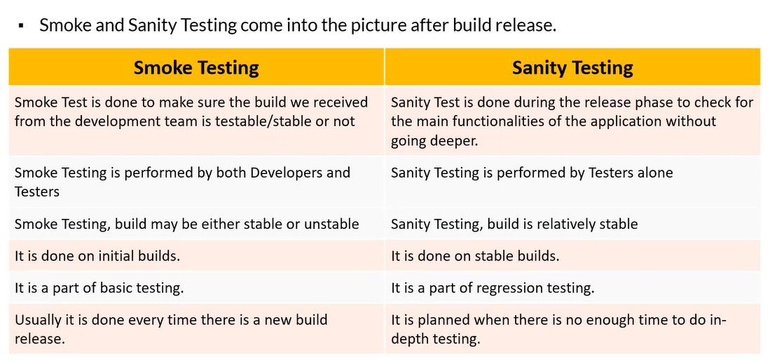 ▪ Smoke and Sanity Testing come into the picture after build release.
Smoke Testing
Sanity Testing
Smoke Test is done to make sure the build we received
from the development team is testable/stable or not
Sanity Test is done during the release phase to check for
the main functionalities of the application without
going deeper.
Smoke Testing is performed by both Developers and
Testers
Sanity Testing is performed by Testers alone
Smoke Testing, build may be either stable or unstable
Sanity Testing, build is relatively stable
It is done on initial builds.
It is done on stable builds.
It is a part of basic testing.
It is a part of regression testing.
Usually it is done every time there is a new build
release.
It is planned when there is no enough time to do in-
depth testing.